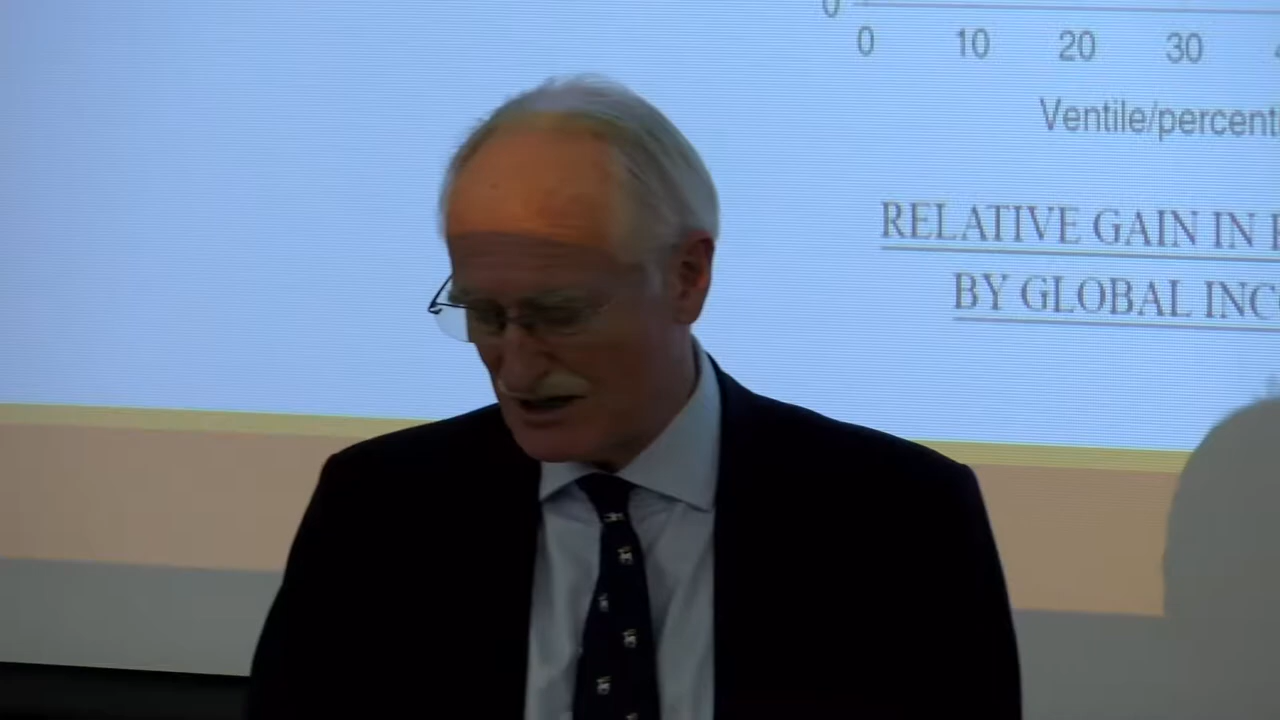 0
0 10 20 30
Ventile/percent
RELATIVE GAIN IN
BY GLOBAL INC